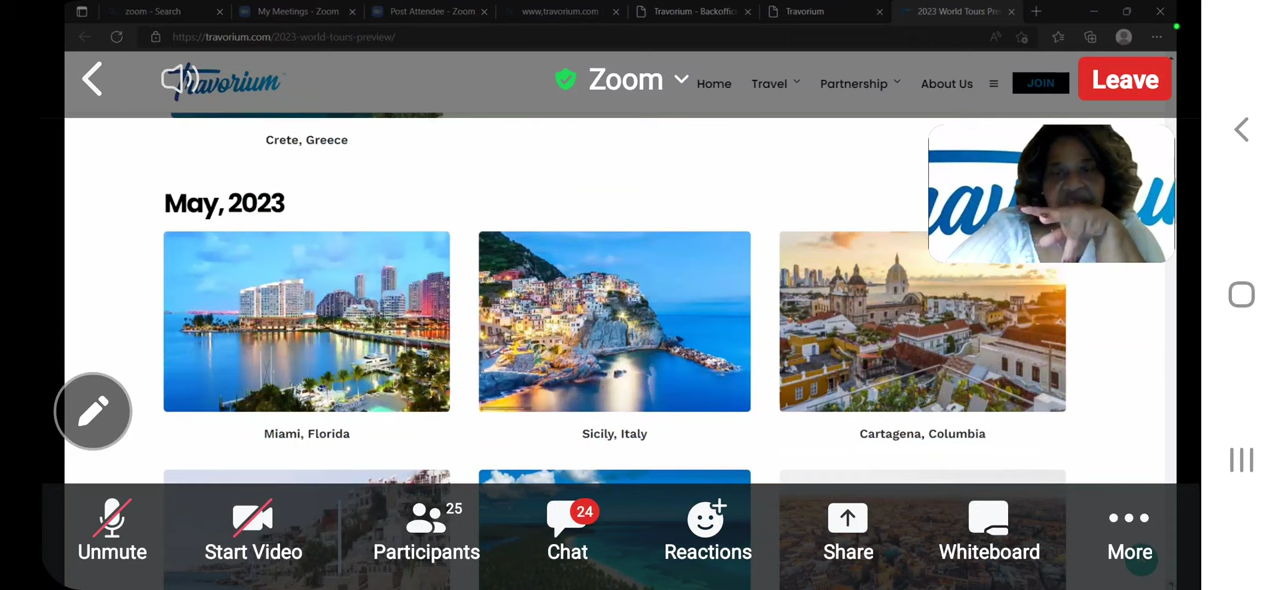 zoom - Search
My Meetings - Zoom
Post Attendee - Zoom
www.travorium.com
Travorium - Backoffic
Travorium
2023 World Tours Pre
https://travorium.com/2023-world-tours-preview/
Travorium
Zoom
Home
Travel
Partnership
About Us
JOIN
Leave
Crete, Greece
May, 2023
Miami, Florida
Sicily, Italy
Cartagena, Columbia
25
24
Unmute
Start Video
Participants
Chat
Reactions
Share
Whiteboard
More